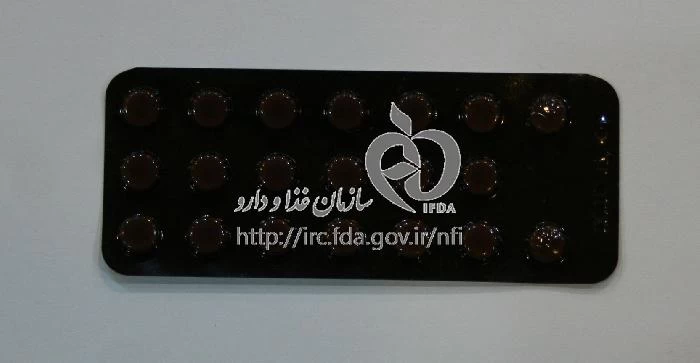 IFDA
سازمان غذا و دارو
http://irc.fda.gov.ir/nfi